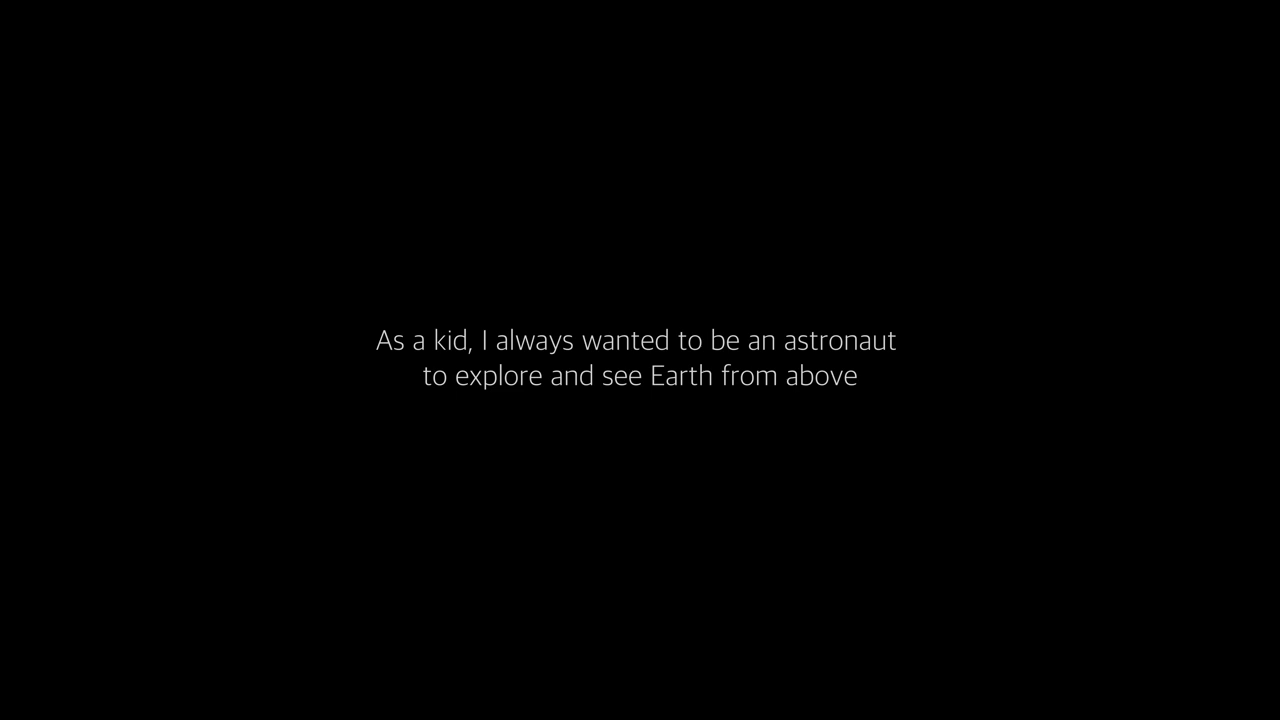 As a kid, I always wanted to be an astronaut
to explore and see Earth from above